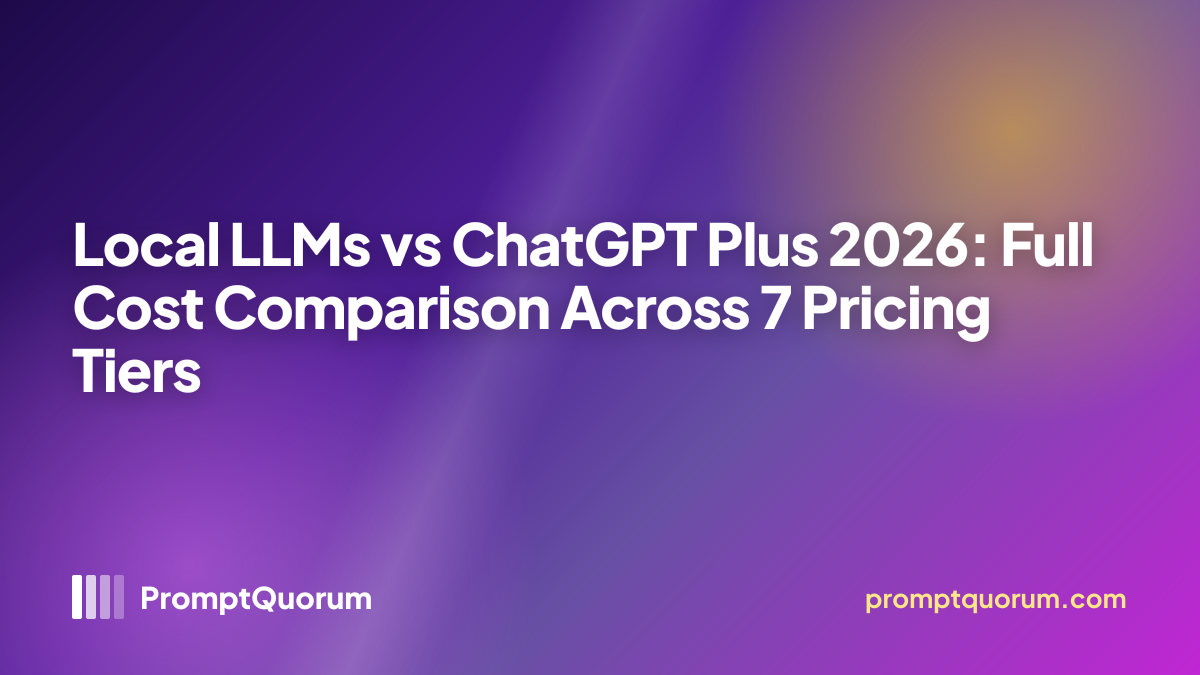 Local LLMs vs ChatGPT Plus 2026: Full
Cost Comparison Across 7 Pricing
Tiers
PromptQuorum
promptquorum.com